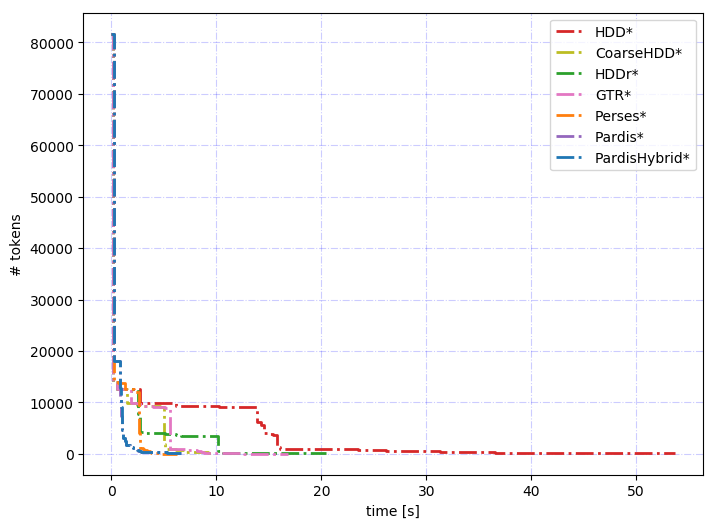 HDD*
CoarseHDD*
HDDr*
GTR*
Perses*
Pardis*
PardisHybrid*
80000
70000
60000
50000
40000
30000
20000
10000
0
# tokens
0 10 20 30 40 50
time [s]